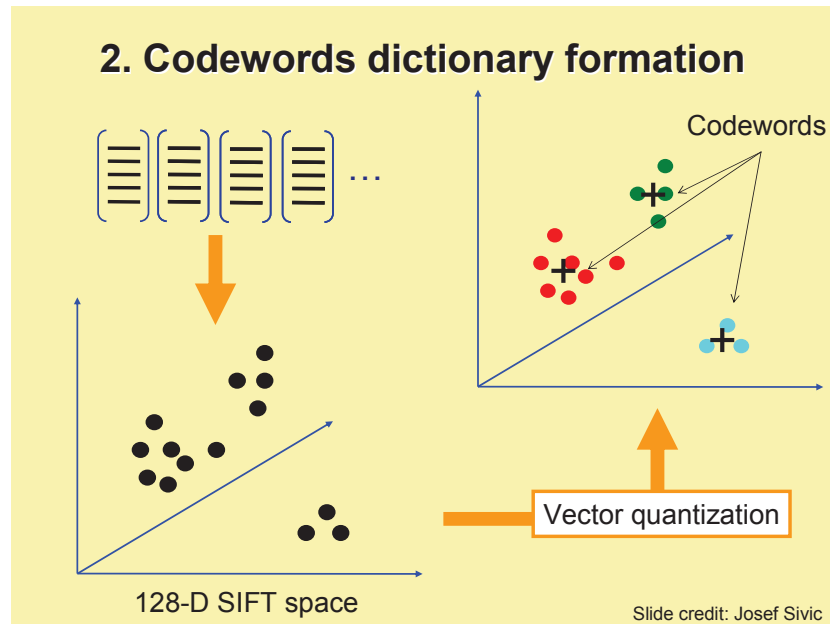 2. Codewords dictionary formation
Codewords
...
Vector quantization
128-D SIFT space
Slide credit: Josef Sivic